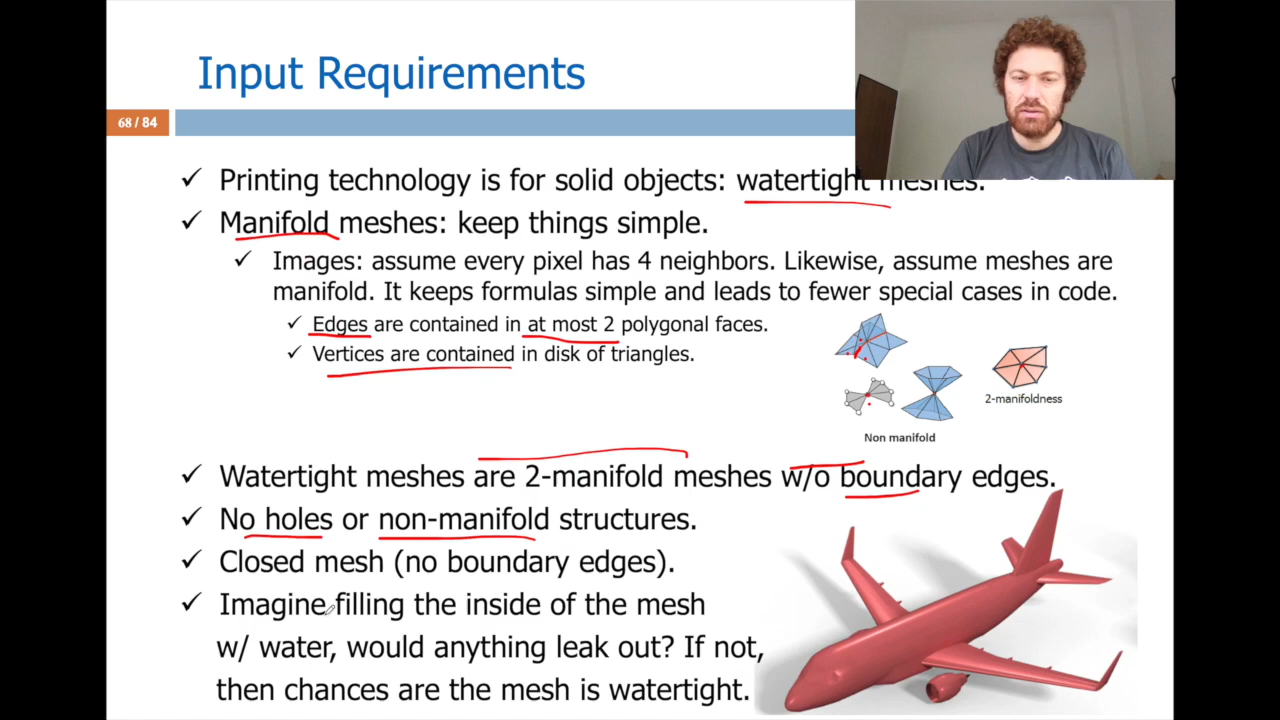 Input Requirements
68 / 84
✓ Printing technology is for solid objects: watertight meshes.
✓ Manifold meshes: keep things simple.
✓ Images: assume every pixel has 4 neighbors. Likewise, assume meshes are
manifold. It keeps formulas simple and leads to fewer special cases in code.
✓ Edges are contained in at most 2 polygonal faces.
✓ Vertices are contained in disk of triangles.
2-manifoldness
Non manifold
✓ Watertight meshes are 2-manifold meshes w/o boundary edges.
✓ No holes or non-manifold structures.
✓ Closed mesh (no boundary edges).
✓ Imagine filling the inside of the mesh
w/ water, would anything leak out? If not,
then chances are the mesh is watertight.